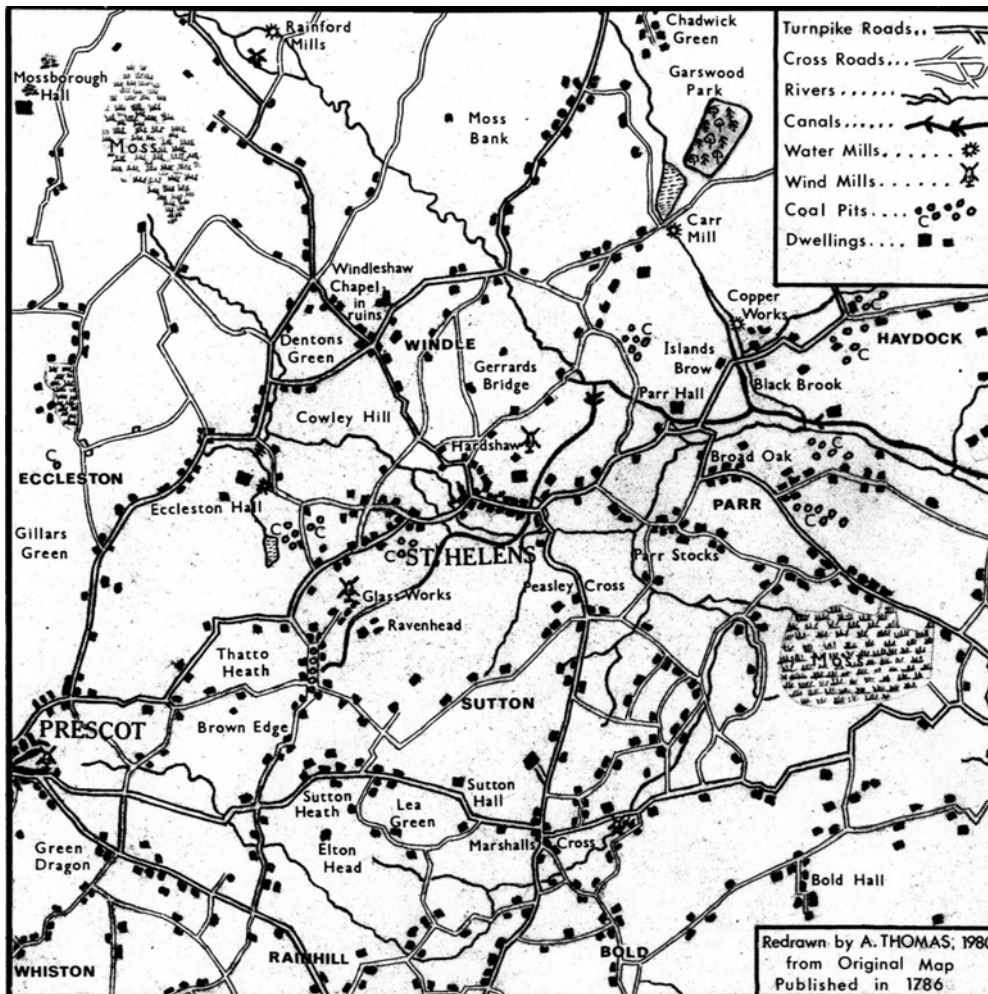 Rainford
Mills
Chadwick
Green
Turnpike Roads..
Cross Roads...
Rivers ......
Canals......
Water Mills......
Wind Mills......
Coal Pits....
C
Dwellings....
Mossborough
Hall
Garswood
Park
Moss
Bank
Moss
Carr
Mill
Windleshaw
Chapel
in
ruins
Copper
Works
C
C
HAYDOCK
Dentons
Green
WINDLE
C
Islands
Brow
Gerrards
Bridge
Black Brook
Parr Hall
Cowley Hill
Hardshaw
C
C
ECCLESTON
Broad Oak
C
Eccleston Hall
PARR
C
Gillars
Green
C
C
C
ST. HELENS
Parr Stocks
Glass Works
Peasley Cross
Ravenhead
Thatto
Heath
Moss
PRESCOT
Brown Edge
SUTTON
Sutton
Heath
Lea
Green
Sutton
Hall
Green
Dragon
Elton
Head
Marshalls Cross
Bold Hall
WHISTON
RAINHILL
BOLD
Redrawn by A. THOMAS, 1980
from Original Map
Published in 1786